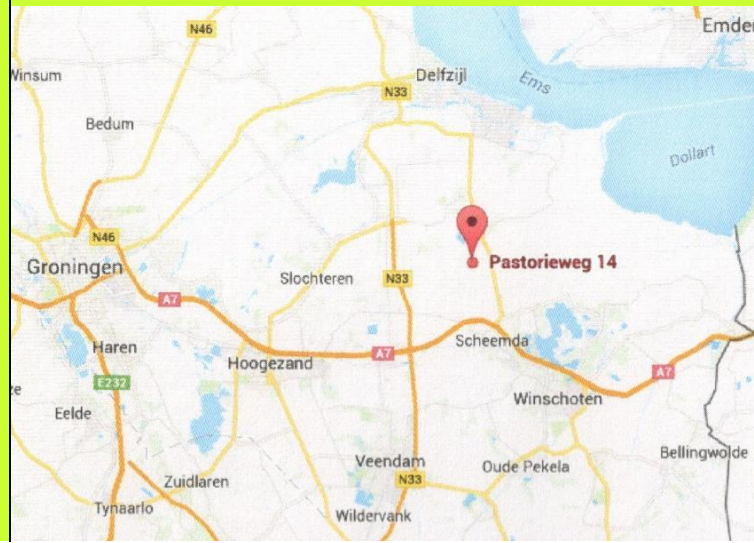 Emden
N46
Winsum
Delfzijl
Ems
N33
Bedum
Dollart
N46
Groningen
Pastorieweg 14
Slochteren
N33
A7
Haren
Scheemda
A7
Hoogezand
A7
E232
Winschoten
Eelde
Bellingwolde
Veendam
Oude Pekela
Zuidlaren
N33
Tynaarlo
Wildervank